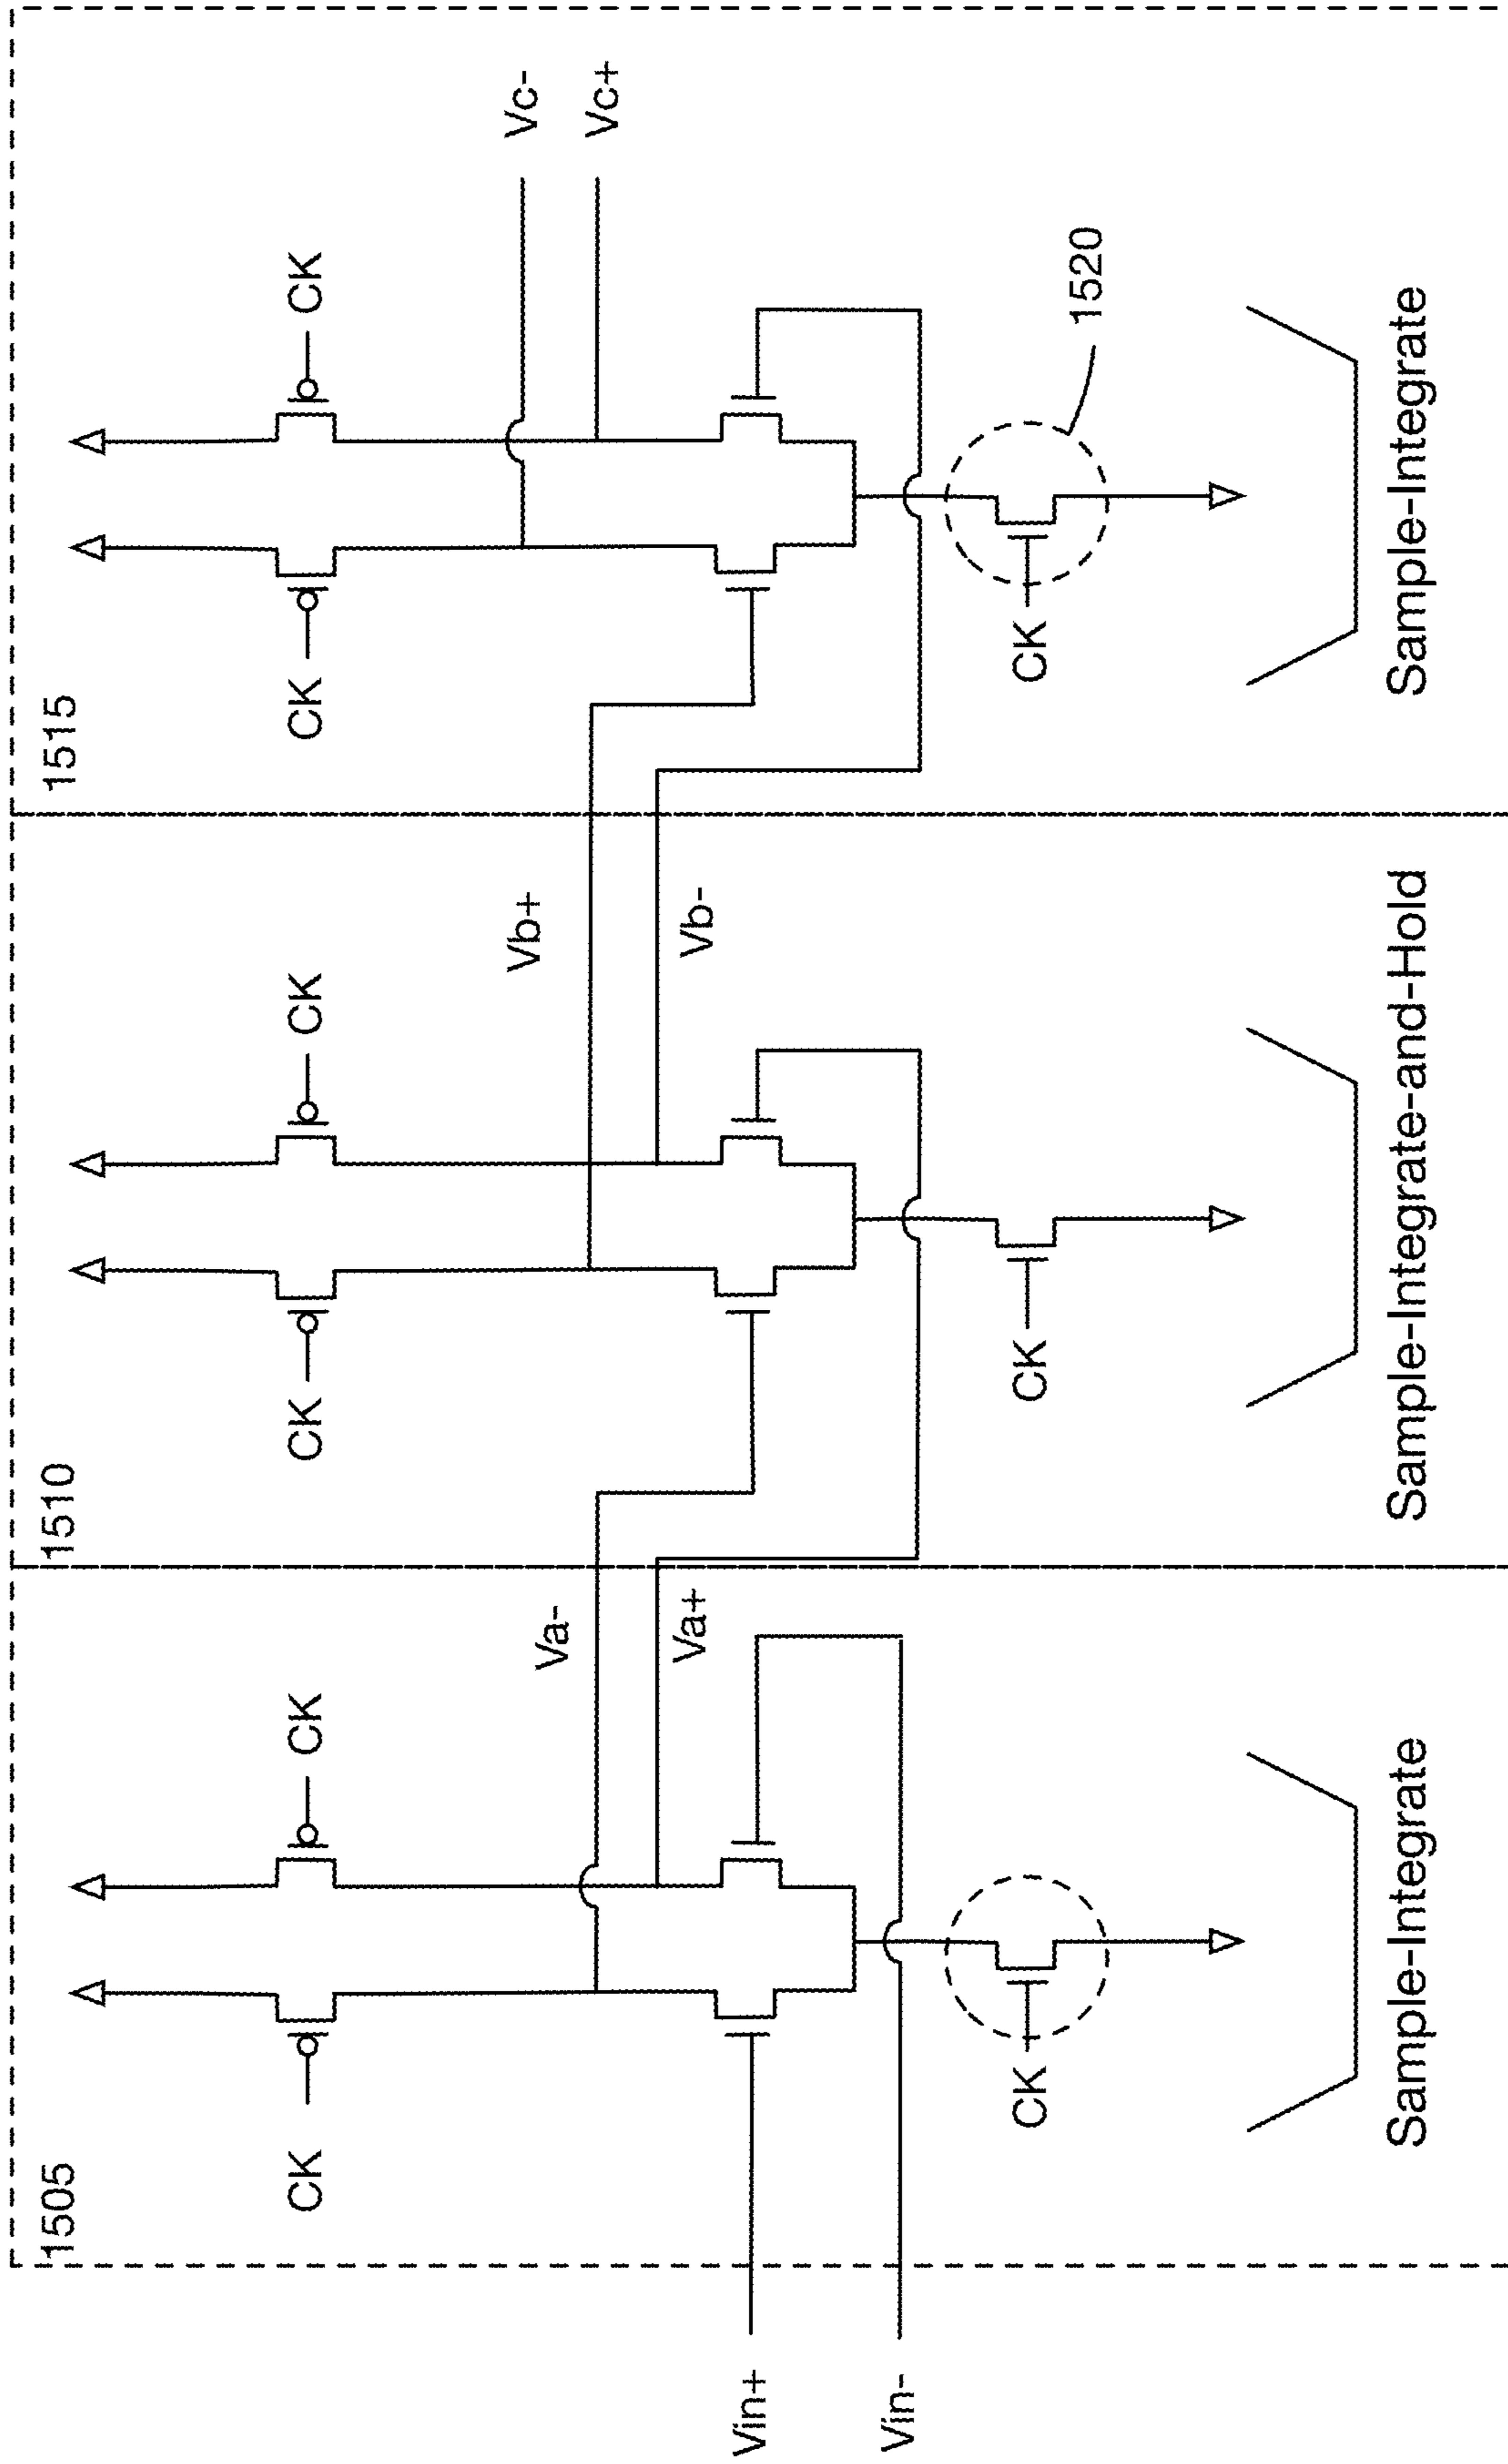 1505
1510
1515
CK
CK
CK
CK
CK
CK
Vc-
Vc+
Va-
Va+
Vb+
Vb-
Vin+
Vin-
CK
CK
CK
1520
Sample-Integrate
Sample-Integrate-and-Hold
Sample-Integrate